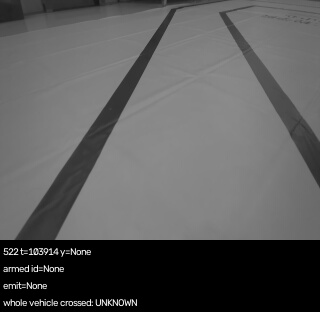 522 t=103914 y=None
armed id=None
emit=None
whole vehicle crossed: UNKNOWN